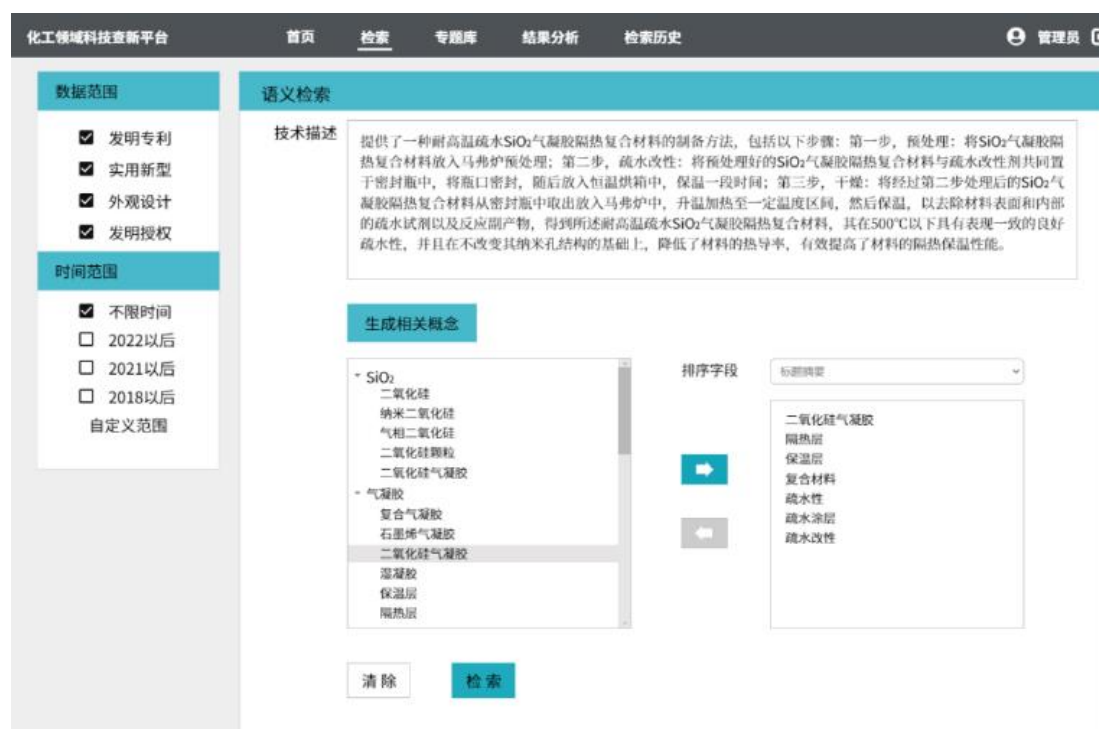 化工领域科技查新平台 首页 检索 专题库 结果分析 检索历史 管理员
数据范围
发明专利
实用新型
外观设计
发明授权
时间范围
不限时间
2022以后
2021以后
2018以后
自定义范围
语义检索
技术描述
提供了一种耐高温疏水SiO₂气凝胶隔热复合材料的制备方法，包括以下步骤：第一步，预处理：将SiO₂气凝胶隔
热复合材料放入马弗炉预处理；第二步，疏水改性：将预处理好的SiO₂气凝胶隔热复合材料与疏水改性剂共同置
于密封瓶中，将瓶口密封，随后放入恒温烘箱中，保温一段时间；第三步，干燥：将经过第二步处理后的SiO₂气
凝胶隔热复合材料从密封瓶中取出放入马弗炉中，升温加热至一定温度区间，然后保温，以去除材料表面和内部
的疏水试剂以及反应副产物，得到所述耐高温疏水SiO₂气凝胶隔热复合材料，其在500℃以下具有表现一致的良好
疏水性，并且在不改变其纳米孔结构的基础上，降低了材料的热导率，有效提高了材料的隔热保温性能。
生成相关概念
SiO₂
二氧化硅
纳米二氧化硅
气相二氧化硅
二氧化硅颗粒
二氧化硅气凝胶
气凝胶
复合气凝胶
石墨烯气凝胶
二氧化硅气凝胶
湿凝胶
保温层
隔热层
排序字段
标题摘要
二氧化硅气凝胶
隔热层
保温层
复合材料
疏水性
疏水涂层
疏水改性
清除
检索